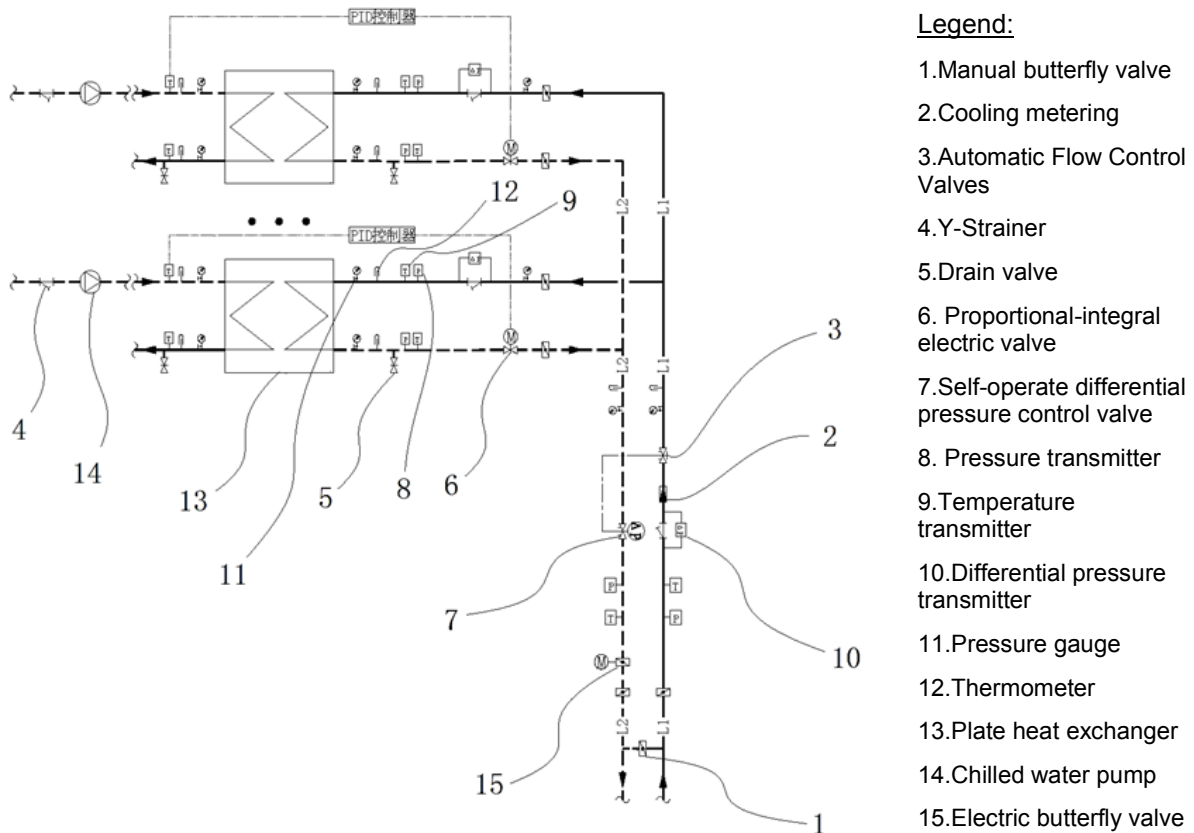 PID控制器
Legend:
1.Manual butterfly valve
2.Cooling metering
3.Automatic Flow Control
Valves
4.Y-Strainer
5.Drain valve
6. Proportional-integral
electric valve
7.Self-operate differential
pressure control valve
8. Pressure transmitter
9.Temperature
transmitter
10.Differential pressure
transmitter
11.Pressure gauge
12.Thermometer
13.Plate heat exchanger
14.Chilled water pump
15.Electric butterfly valve
T
T P
ΔP
T
P T
M
L2 L1
12
9
PID控制器
T
T P
ΔP
T
P T
M
L2 L1
3
4
14
13
5
8
6
2
11
ΔP
ΔP
P T
7
T P
10
M
L2 L1
15
1